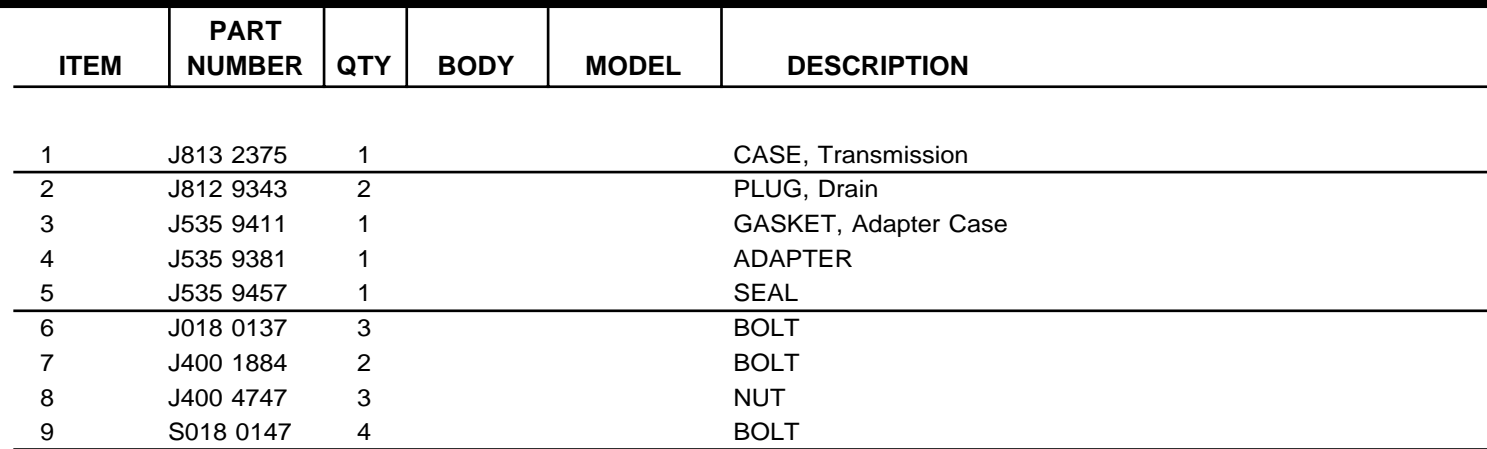 PART
ITEM NUMBER QTY BODY MODEL DESCRIPTION
1 J813 2375 1 CASE, Transmission
2 J812 9343 2 PLUG, Drain
3 J535 9411 1 GASKET, Adapter Case
4 J535 9381 1 ADAPTER
5 J535 9457 1 SEAL
6 J018 0137 3 BOLT
7 J400 1884 2 BOLT
8 J400 4747 3 NUT
9 S018 0147 4 BOLT